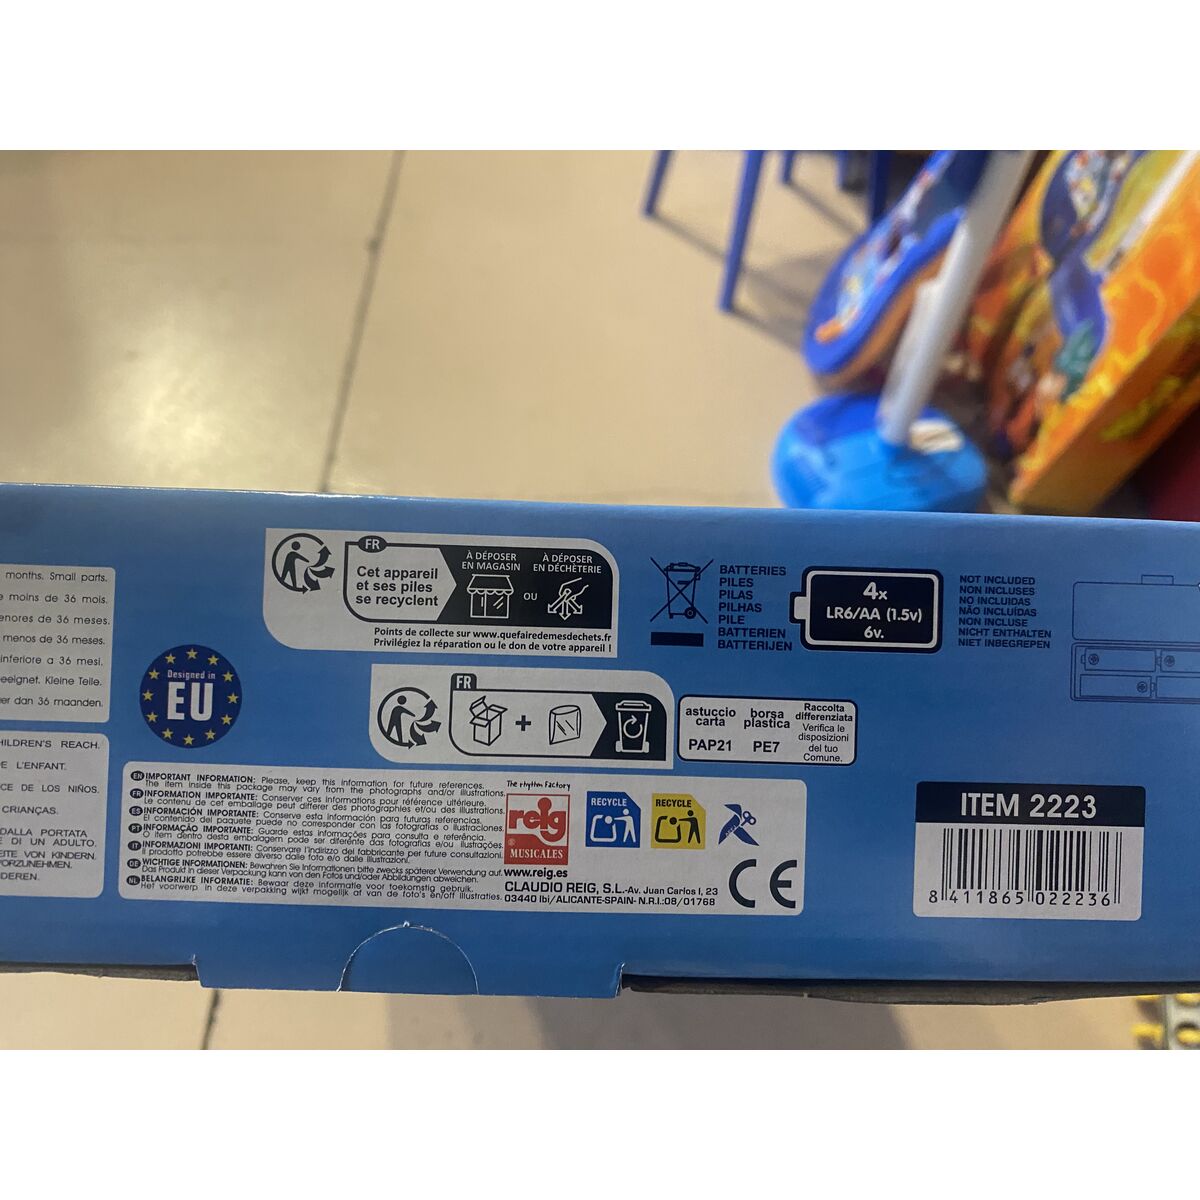 months. Small parts.
moins de 36 mois.
enores de 36 meses.
menos de 36 meses.
inferiore a 36 mesi.
eeignet. Kleine Teile.
er dan 36 maanden.
HILDREN'S REACH.
E L'ENFANT.
CE DE LOS NIÑOS.
CRIANÇAS.
DALLA PORTATA
E DI UN ADULTO.
EITE VON KINDERN.
VORZUNEHMEN.
DEREN.
Designed in
EU
FR
Cet appareil
et ses piles
se recyclent
À DÉPOSER
EN MAGASIN
OU
À DÉPOSER
EN DÉCHÈTERIE
Points de collecte sur www.quefairedemesdechets.fr
Privilégiez la réparation ou le don de votre appareil !
FR
+
BATTERIES
PILES
PILAS
PILHAS
PILE
BATTERIEN
BATTERIJEN
4x
LR6/AA (1.5v)
6v.
NOT INCLUDED
NON INCLUSES
NO INCLUIDAS
NÃO INCLUÍDAS
NON INCLUSE
NICHT ENTHALTEN
NIET INBEGREPEN
astuccio
carta
PAP21
borsa
plastica
PE7
Raccolta
differenziata
Verifica le
disposizioni
del tuo
Comune.
EN IMPORTANT INFORMATION: Please, keep this information for future references.
The item inside this package may vary from the photographs and/or illustrations.
FR INFORMATION IMPORTANTE: Conserver ces informations pour référence ultérieure.
Le contenu de cet emballage peut différer des photographies et/ou des illustrations.
ES INFORMACIÓN IMPORTANTE: Conserve esta información para futuras referencias.
El contenido del paquete puede no corresponder con las fotografías o ilustraciones.
PT INFORMAÇÃO IMPORTANTE: Guarde estas informações para consulta e referência.
O item dentro desta embalagem pode ser diferente das fotografias e/ou ilustrações.
IT INFORMAZIONI IMPORTANTI: Conservare l'indirizzo del fabbricante per future consultazioni.
Il prodotto potrebbe essere diverso dalle foto e/o dalle illustrazioni.
DE WICHTIGE INFORMATIONEN: Bewahren Sie Informationen bitte zwecks späterer Verwendung auf.
Das Produkt in dieser Verpackung kann von den Fotos und/oder Abbildungen abweichen.
NL BELANGRIJKE INFORMATIE: Bewaar deze informatie voor toekomstig gebruik.
Het voorwerp in deze verpakking wijkt mogelijk af van de foto's en/off illustraties.
The rhythm Factory
reig
MUSICALES
www.reig.es
RECYCLE
RECYCLE
CLAUDIO REIG, S.L.-Av. Juan Carlos I, 23
03440 Ibi/ALICANTE-SPAIN- N.R.I.:08/01768
CE
ITEM 2223
8 411865 022236